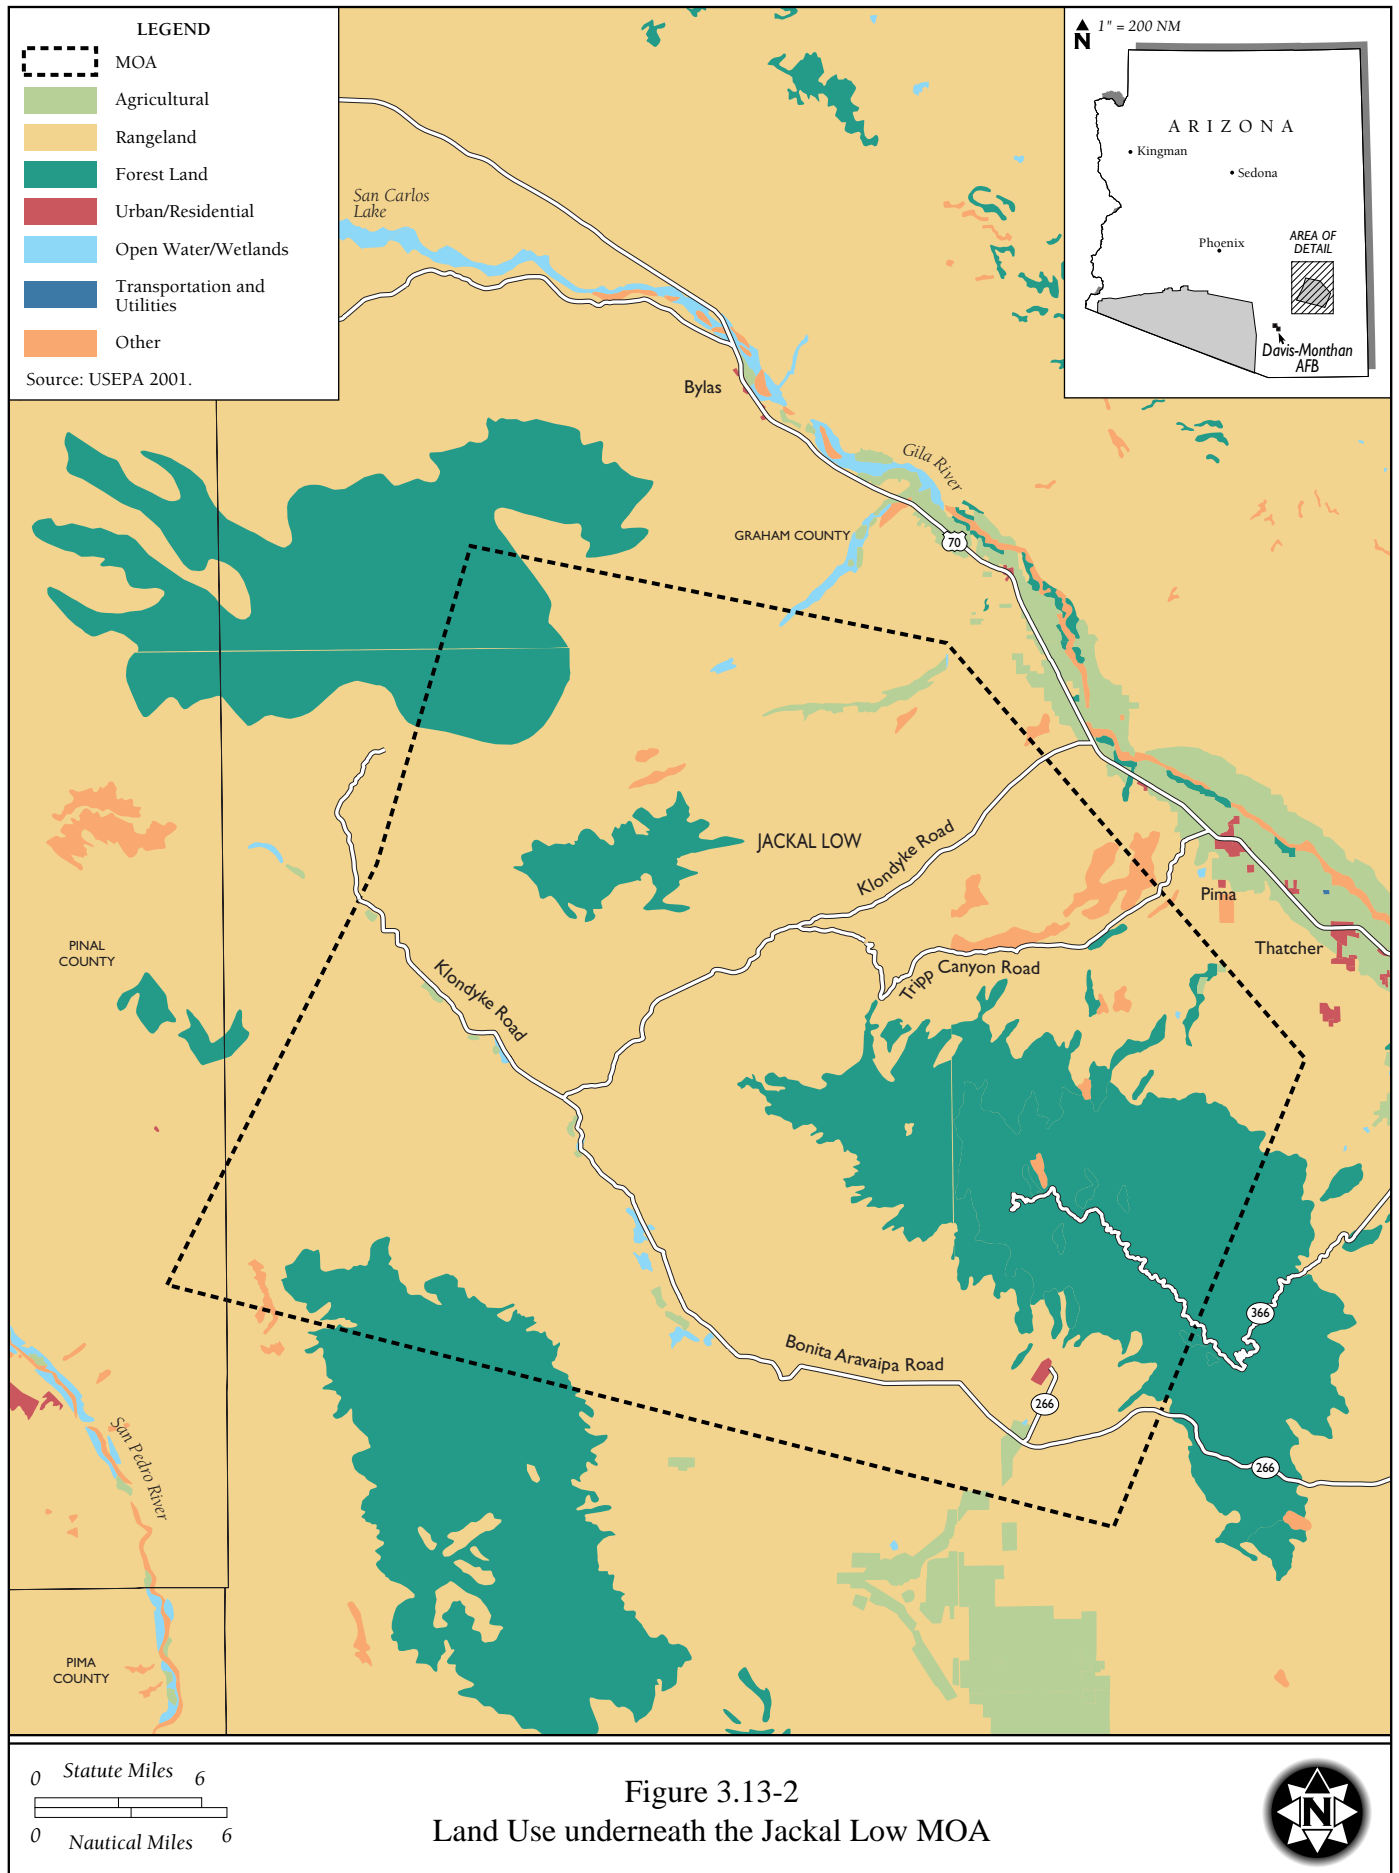 LEGEND
MOA
Agricultural
Rangeland
Forest Land
Urban/Residential
Open Water/Wetlands
Transportation and
Utilities
Other
Source: USEPA 2001.
N
1" = 200 NM
ARIZONA
Kingman
Sedona
Phoenix
AREA OF
DETAIL
Davis-Monthan
AFB
San Carlos
Lake
Bylas
Gila River
GRAHAM COUNTY
70
JACKAL LOW
Klondyke Road
Pima
Thatcher
PINAL
COUNTY
Klondyke Road
Tripp Canyon Road
366
Bonita Aravaipa Road
266
266
San Pedro River
PIMA
COUNTY
0 Statute Miles 6
0 Nautical Miles 6
Figure 3.13-2
Land Use underneath the Jackal Low MOA
N